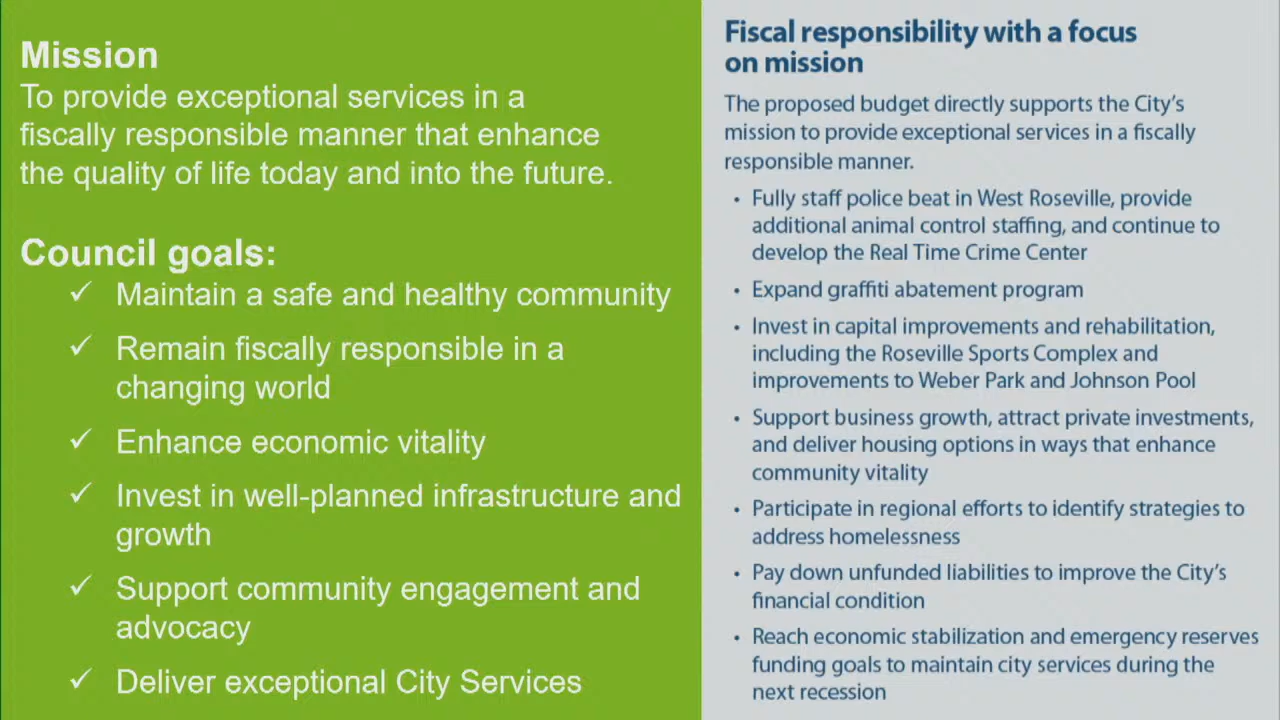 Mission
To provide exceptional services in a
fiscally responsible manner that enhance
the quality of life today and into the future.
Council goals:
✓ Maintain a safe and healthy community
✓ Remain fiscally responsible in a
changing world
✓ Enhance economic vitality
✓ Invest in well-planned infrastructure and
growth
✓ Support community engagement and
advocacy
✓ Deliver exceptional City Services
Fiscal responsibility with a focus
on mission
The proposed budget directly supports the City's
mission to provide exceptional services in a fiscally
responsible manner.
• Fully staff police beat in West Roseville, provide
additional animal control staffing, and continue to
develop the Real Time Crime Center
• Expand graffiti abatement program
• Invest in capital improvements and rehabilitation,
including the Roseville Sports Complex and
improvements to Weber Park and Johnson Pool
• Support business growth, attract private investments,
and deliver housing options in ways that enhance
community vitality
• Participate in regional efforts to identify strategies to
address homelessness
• Pay down unfunded liabilities to improve the City's
financial condition
• Reach economic stabilization and emergency reserves
funding goals to maintain city services during the
next recession